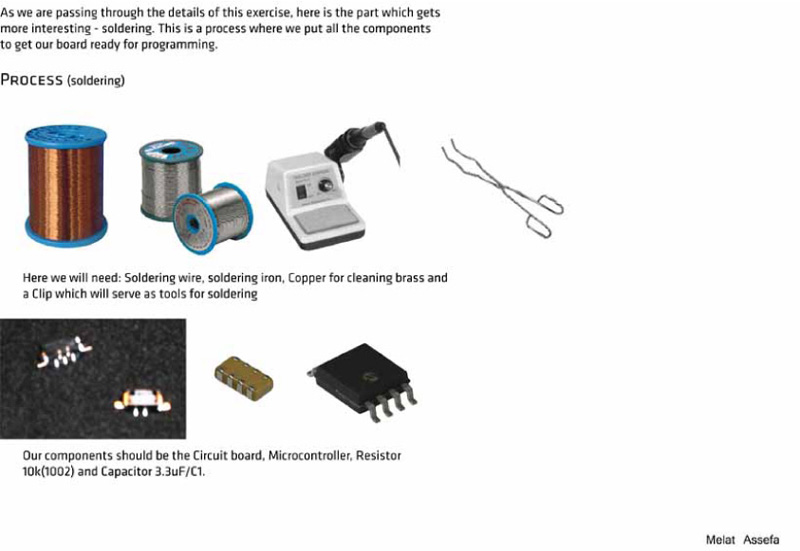 As we are passing through the details of this exercise, here is the part which gets
more interesting - soldering. This is a process where we put all the components
to get our board ready for programming.
PROCESS (soldering)
Here we will need: Soldering wire, soldering iron, Copper for cleaning brass and
a Clip which will serve as tools for soldering
Our components should be the Circuit board, Microcontroller, Resistor
10k(1002) and Capacitor 3.3uF/C1.
Melat Assefa